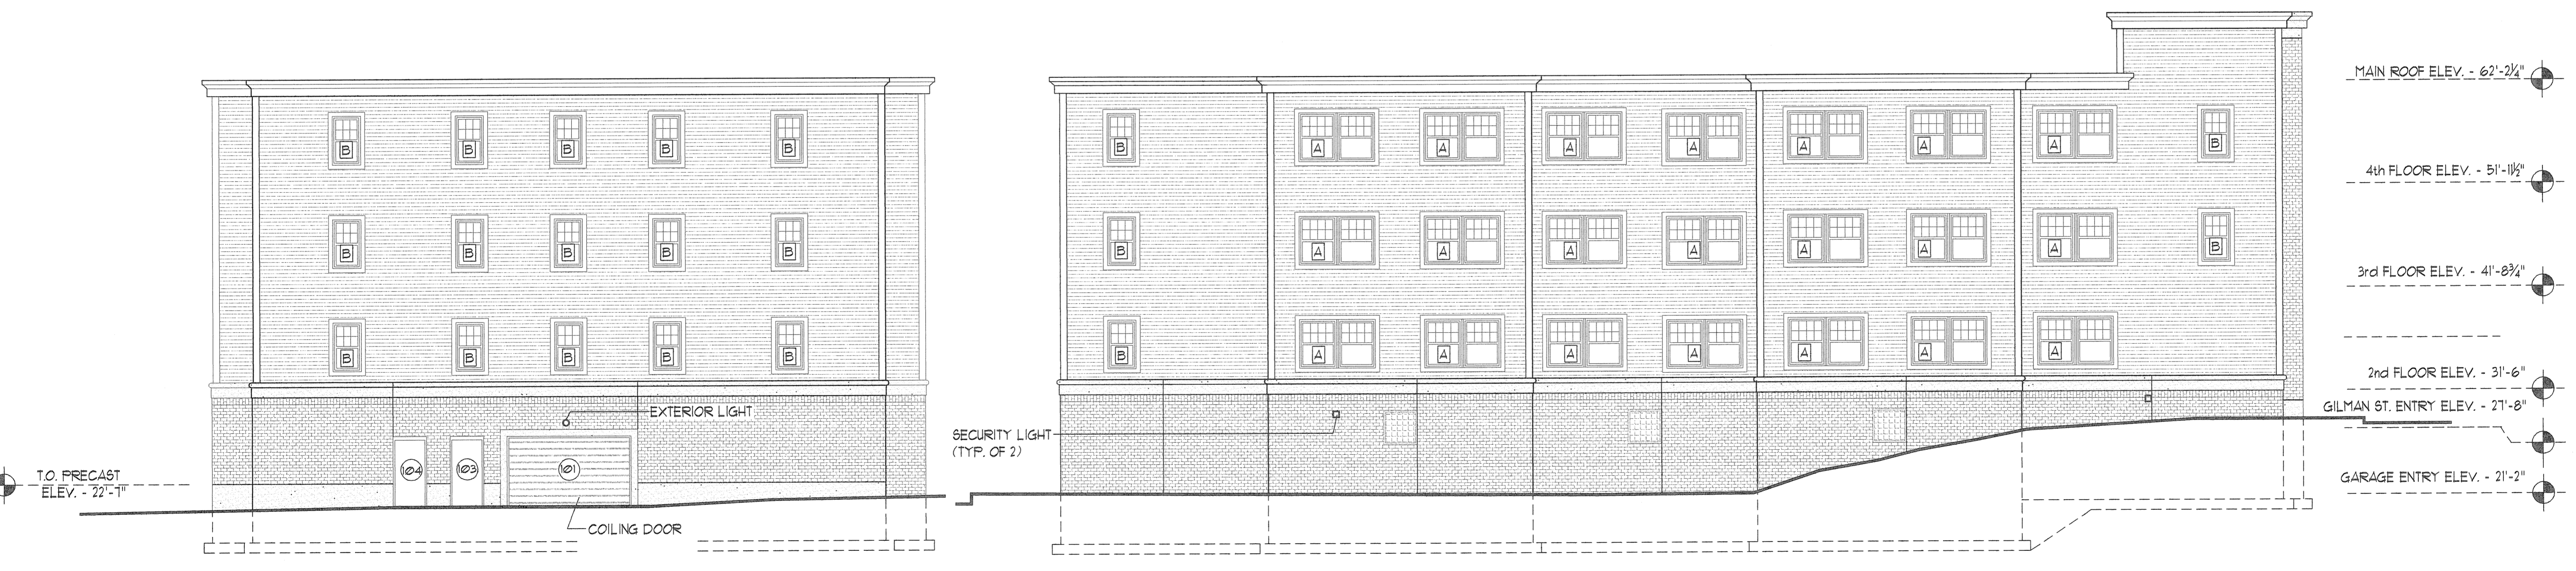 MAIN ROOF ELEV. - 62'-2¼"
B B B B B
B A A A A A A A B
4th FLOOR ELEV. - 51'-11½"
B B B B B
B A A A A A A A B
3rd FLOOR ELEV. - 41'-8¾"
B B B B B
B A A A A A A A
2nd FLOOR ELEV. - 31'-6"
EXTERIOR LIGHT
GILMAN ST. ENTRY ELEV. - 27'-8"
SECURITY LIGHT
(TYP. OF 2)
104 103 101
T.O. PRECAST
ELEV. - 22'-7"
GARAGE ENTRY ELEV. - 21'-2"
COILING DOOR